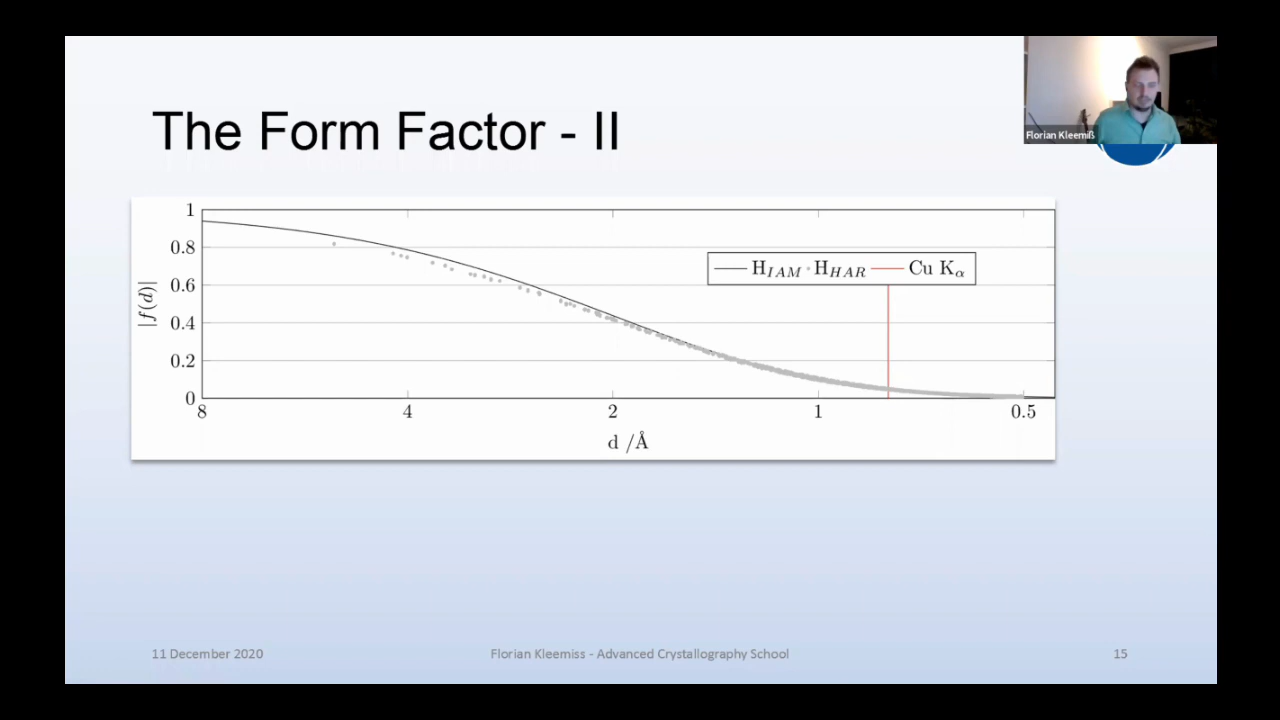 The Form Factor - II
Florian Kleemiß
1
0.8
0.6
0.4
0.2
0
|f(d)|
H_IAM H_HAR Cu K_α
8 4 2 1 0.5
d /Å
11 December 2020 Florian Kleemiss - Advanced Crystallography School 15